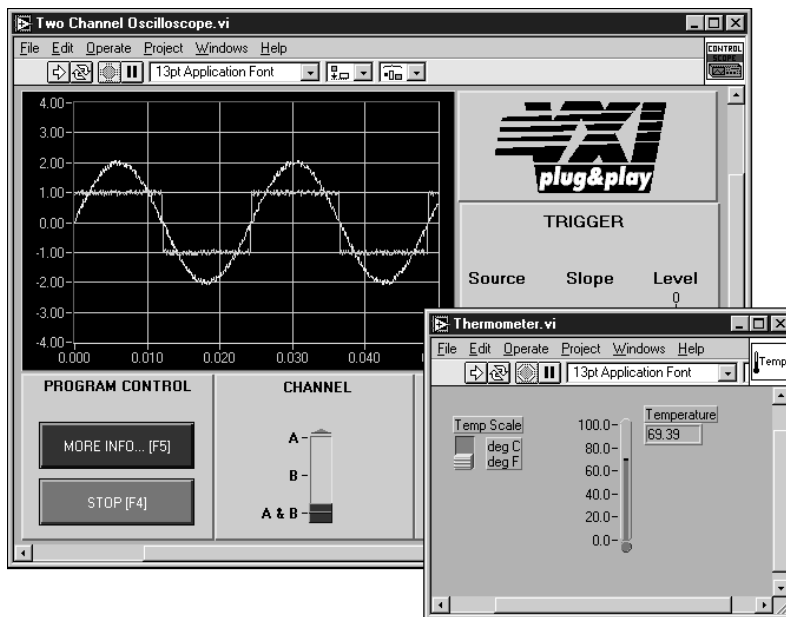 Two Channel Oscilloscope.vi
File Edit Operate Project Windows Help
CONTROL
SCOPE
13pt Application Font
4.00
3.00
2.00
1.00
0.00
-1.00
-2.00
-3.00
-4.00
0.000 0.010 0.020 0.030 0.040
VXI
plug&play
TRIGGER
Source Slope Level
0
PROGRAM CONTROL
MORE INFO... [F5]
STOP [F4]
CHANNEL
A
B
A & B
Thermometer.vi
File Edit Operate Project Windows Help
Temp
13pt Application Font
Temp Scale
deg C
deg F
100.0
80.0
60.0
40.0
20.0
0.0
Temperature
69.39